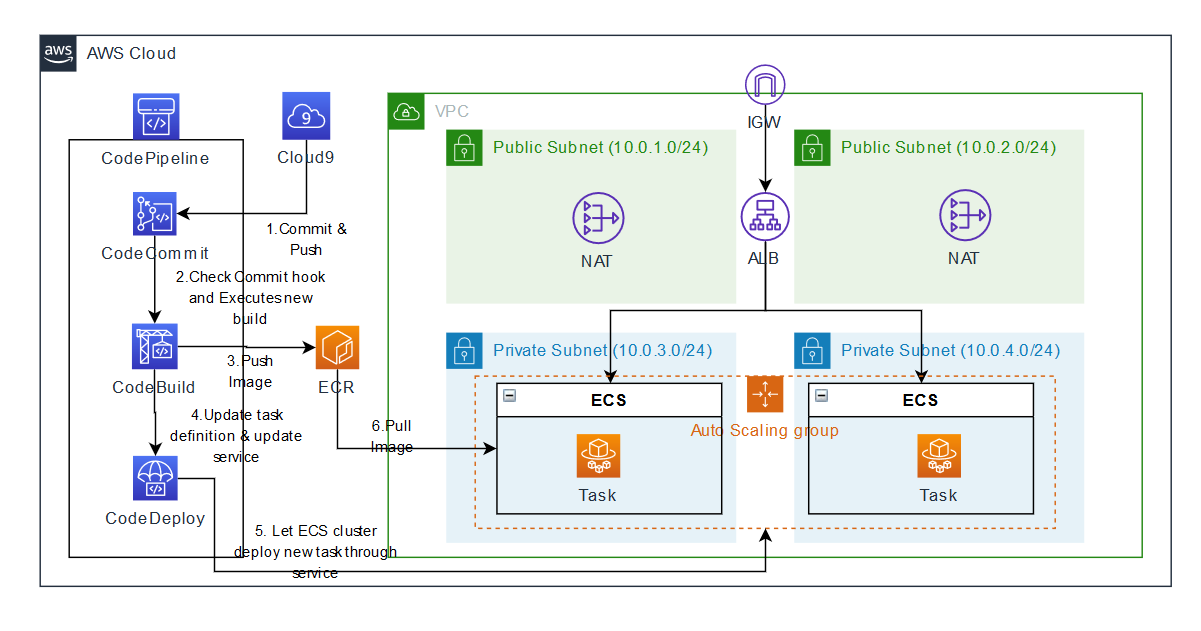 aws
AWS Cloud
CodePipeline
9
Cloud9
CodeCommit
1.Commit &
Push
2.Check Commit hook
and Executes new
build
CodeBuild
3.Push
Image
ECR
4.Update task
definition & update
service
CodeDeploy
5. Let ECS cluster
deploy new task through
service
6.Pull
Image
VPC
IGW
Public Subnet (10.0.1.0/24)
Public Subnet (10.0.2.0/24)
NAT
ALB
NAT
Private Subnet (10.0.3.0/24)
Private Subnet (10.0.4.0/24)
ECS
ECS
Auto Scaling group
Task
Task